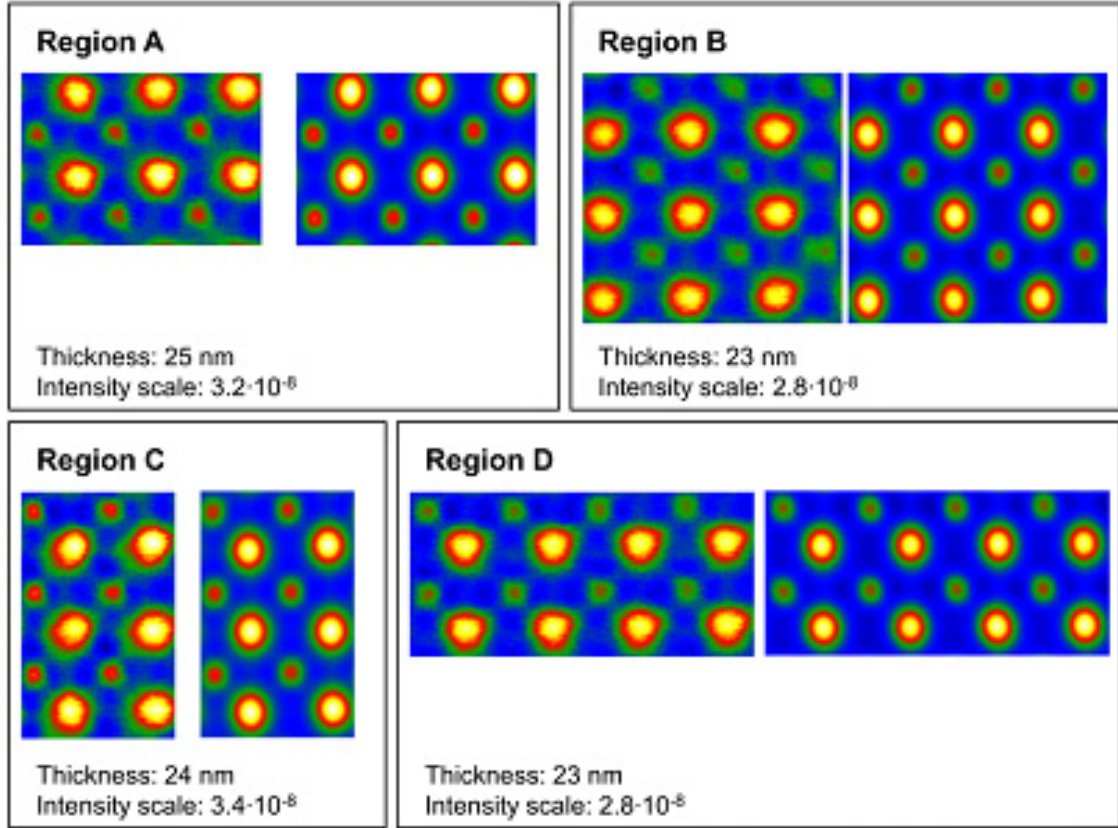 Region A
Thickness: 25 nm
Intensity scale: 3.2·10⁻⁸
Region B
Thickness: 23 nm
Intensity scale: 2.8·10⁻⁸
Region C
Thickness: 24 nm
Intensity scale: 3.4·10⁻⁸
Region D
Thickness: 23 nm
Intensity scale: 2.8·10⁻⁸